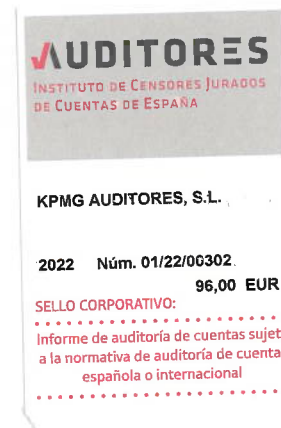 AUDITORES
INSTITUTO DE CENSORES JURADOS
DE CUENTAS DE ESPAÑA
KPMG AUDITORES, S.L.
2022 Núm. 01/22/00302
96,00 EUR
SELLO CORPORATIVO:
Informe de auditoría de cuentas sujet
a la normativa de auditoría de cuenta
española o internacional